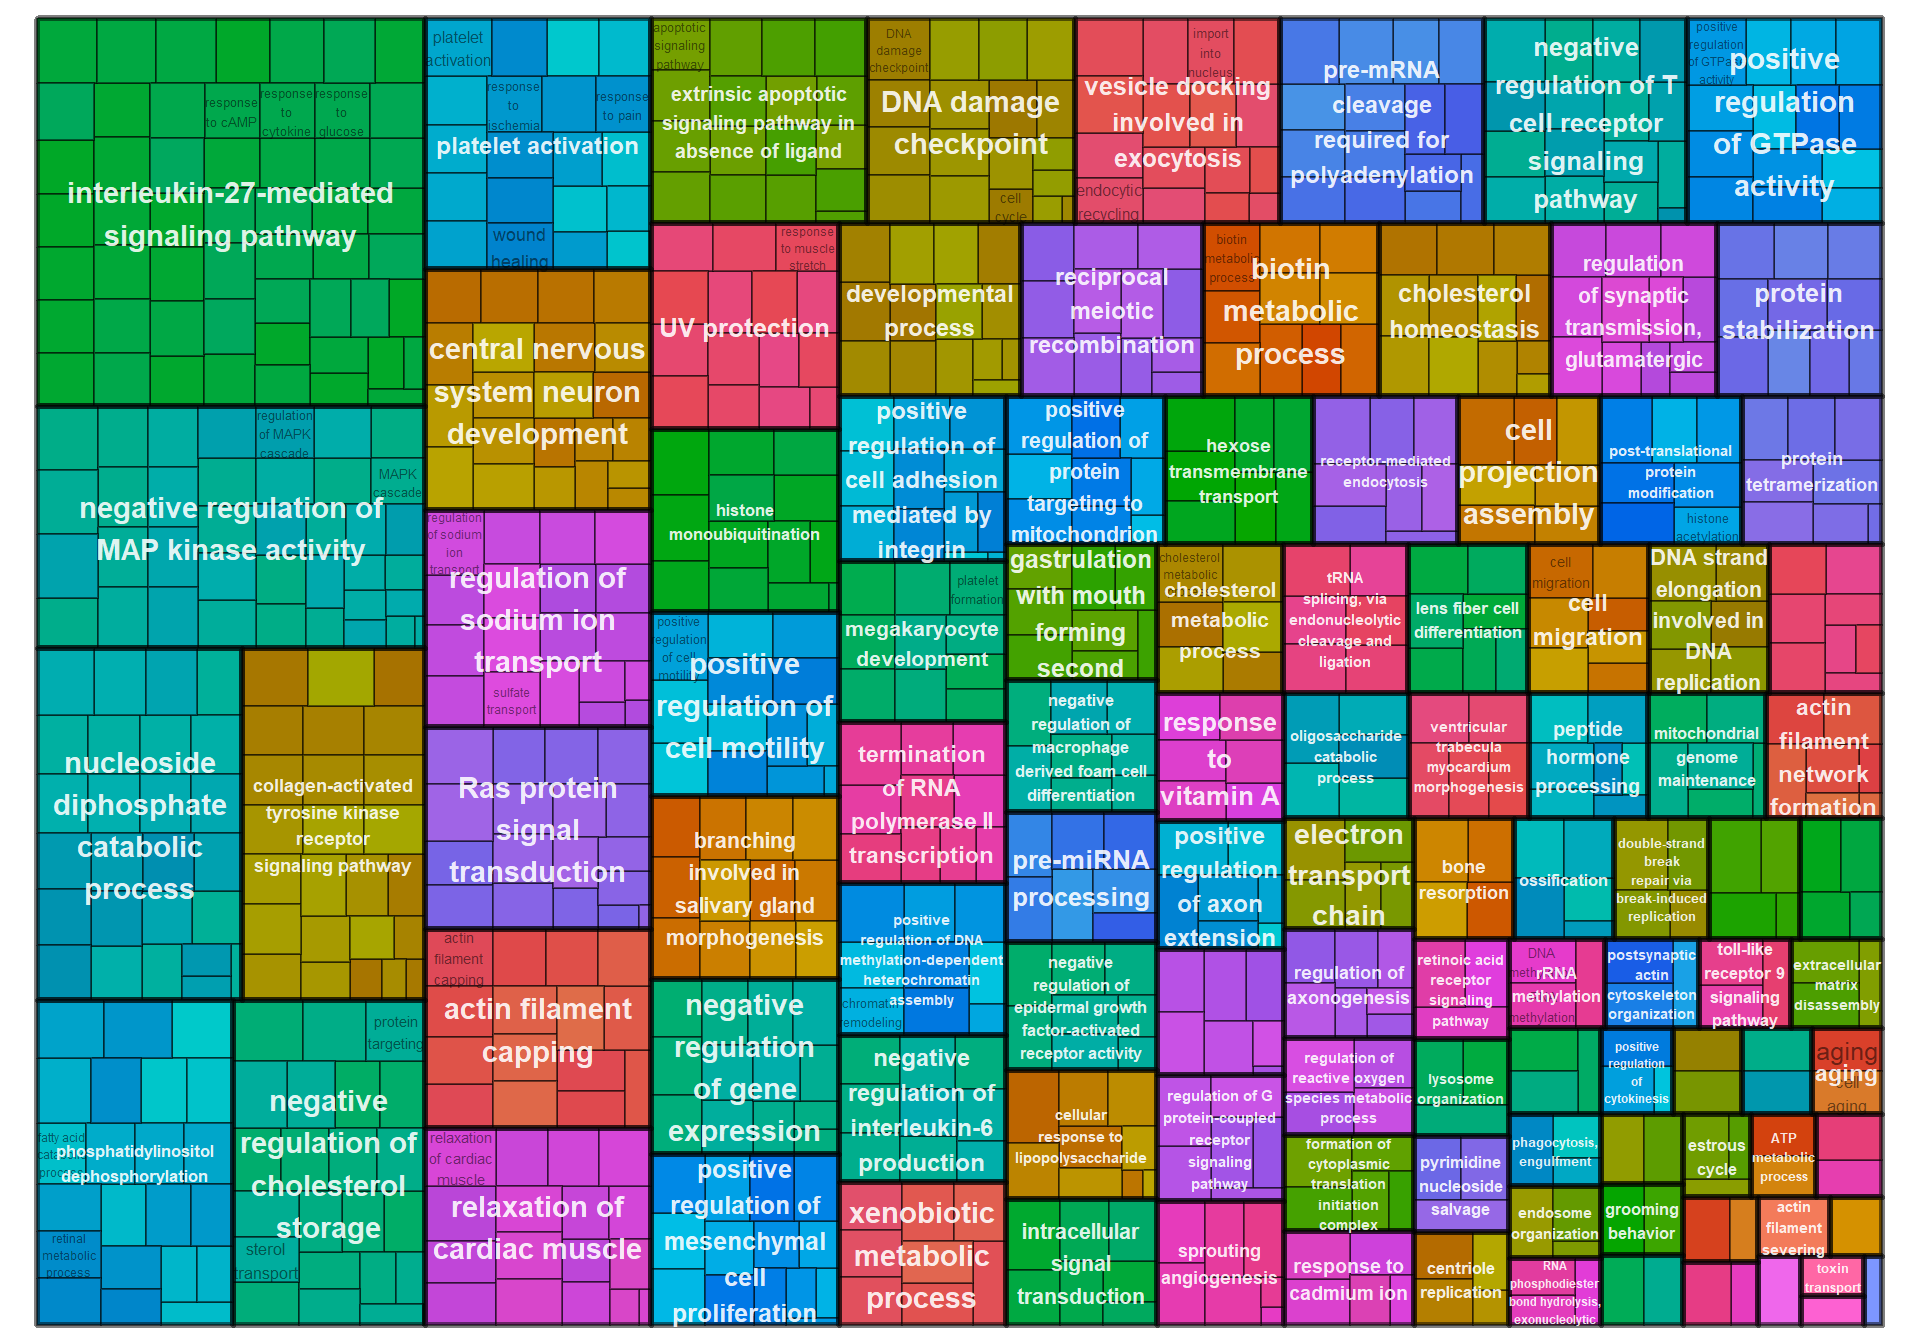 response
to cAMP
response
to
cytokine
response
to
glucose
interleukin-27-mediated
signaling pathway
regulation
of MAPK
cascade
MAPK
cascade
negative regulation of
MAP kinase activity
nucleoside
diphosphate
catabolic
process
collagen-activated
tyrosine kinase
receptor
signaling pathway
fatty acid
catabolic
process
phosphatidylinositol
dephosphorylation
retinal
metabolic
process
protein
targeting
negative
regulation of
cholesterol
storage
sterol
transport
platelet
activation
response
to
ischemia
response
to pain
platelet activation
wound
healing
central nervous
system neuron
development
regulation
of sodium
ion
transport
regulation of
sodium ion
transport
sulfate
transport
Ras protein
signal
transduction
actin
filament
capping
actin filament
capping
relaxation
of cardiac
muscle
relaxation of
cardiac muscle
apoptotic
signaling
pathway
extrinsic apoptotic
signaling pathway in
absence of ligand
DNA
damage
checkpoint
DNA damage
checkpoint
cell
cycle
import
into
nucleus
vesicle docking
involved in
exocytosis
endocytic
recycling
pre-mRNA
cleavage
required for
polyadenylation
negative
regulation of T
cell receptor
signaling
pathway
positive
regulation
of GTPase
activity
positive
regulation
of GTPase
activity
response
to muscle
stretch
UV protection
developmental
process
reciprocal
meiotic
recombination
biotin
metabolic
process
biotin
metabolic
process
cholesterol
homeostasis
regulation
of synaptic
transmission,
glutamatergic
protein
stabilization
histone
monoubiquitination
positive
regulation of
cell adhesion
mediated by
integrin
positive
regulation of
protein
targeting to
mitochondrion
hexose
transmembrane
transport
receptor-mediated
endocytosis
cell
projection
assembly
post-translational
protein
modification
histone
acetylation
protein
tetramerization
platelet
formation
megakaryocyte
development
gastrulation
with mouth
forming
second
cholesterol
metabolic
cholesterol
metabolic
process
tRNA
splicing, via
endonucleolytic
cleavage and
ligation
lens fiber cell
differentiation
cell
migration
cell
migration
DNA strand
elongation
involved in
DNA
replication
positive
regulation
of cell
motility
positive
regulation of
cell motility
negative
regulation of
macrophage
derived foam cell
differentiation
response
to
vitamin A
oligosaccharide
catabolic
process
ventricular
trabecula
myocardium
morphogenesis
peptide
hormone
processing
mitochondrial
genome
maintenance
actin
filament
network
formation
termination
of RNA
polymerase II
transcription
branching
involved in
salivary gland
morphogenesis
pre-miRNA
processing
positive
regulation
of axon
extension
electron
transport
chain
bone
resorption
ossification
double-strand
break
repair via
break-induced
replication
positive
regulation of DNA
methylation-dependent
heterochromatin
assembly
chromatin
remodeling
negative
regulation of
epidermal growth
factor-activated
receptor activity
regulation of
axonogenesis
retinoic acid
receptor
signaling
pathway
DNA
methylation
rRNA
methylation
postsynaptic
actin
cytoskeleton
organization
toll-like
receptor 9
signaling
pathway
extracellular
matrix
disassembly
negative
regulation
of gene
expression
negative
regulation of
interleukin-6
production
cellular
response to
lipopolysaccharide
regulation of G
protein-coupled
receptor
signaling
pathway
regulation of
reactive oxygen
species metabolic
process
lysosome
organization
positive
regulation
of
cytokinesis
aging
aging
cell
aging
formation of
cytoplasmic
translation
initiation
complex
pyrimidine
nucleoside
salvage
phagocytosis,
engulfment
estrous
cycle
ATP
metabolic
process
positive
regulation of
mesenchymal
cell
proliferation
xenobiotic
metabolic
process
intracellular
signal
transduction
sprouting
angiogenesis
response to
cadmium ion
centriole
replication
endosome
organization
grooming
behavior
actin
filament
severing
RNA
phosphodiester
bond hydrolysis,
exonucleolytic
toxin
transport